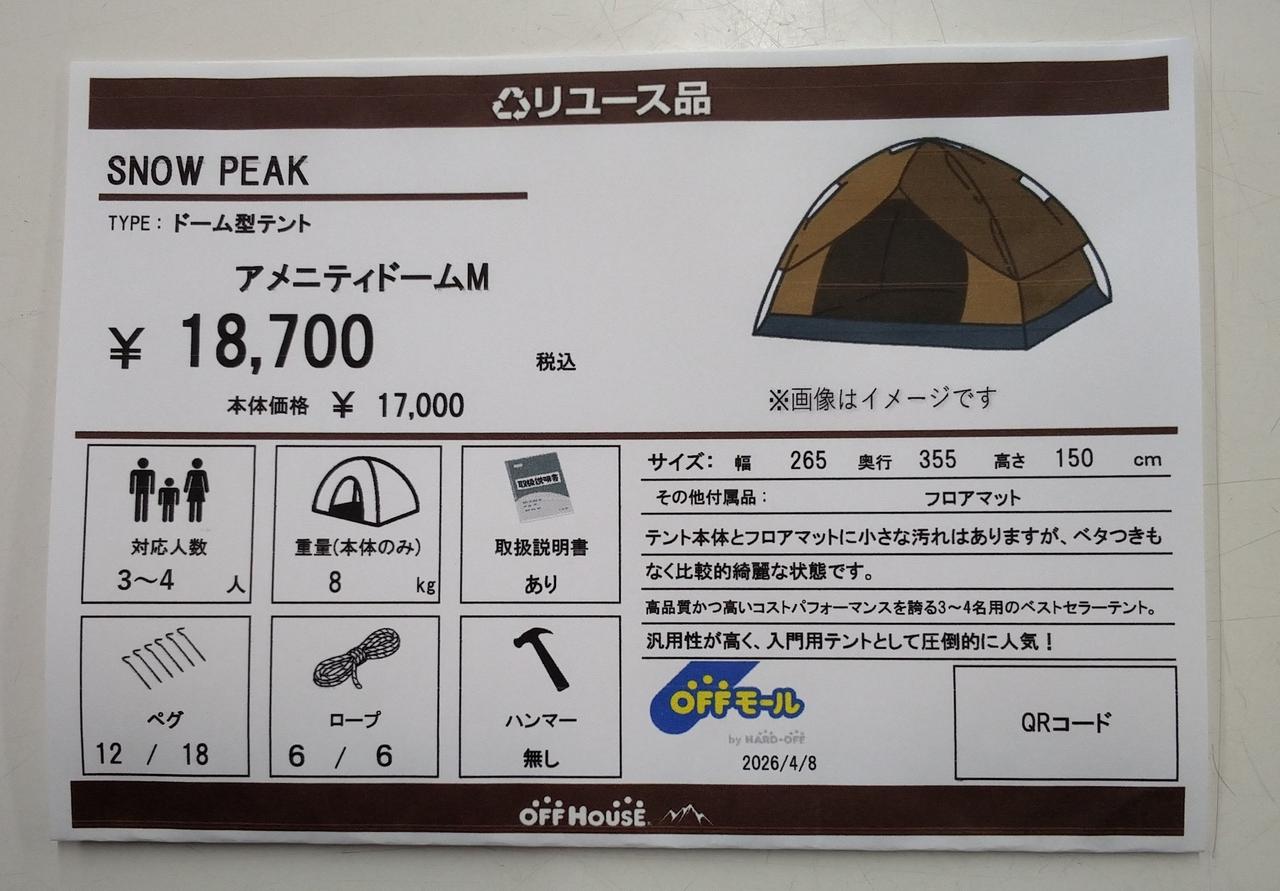 リユース品
SNOW PEAK
TYPE：ドーム型テント
アメニティドームM
¥ 18,700 税込
本体価格 ¥ 17,000
※画像はイメージです
対応人数
3～4 人
重量(本体のみ)
8 kg
取扱説明書
取扱説明書
あり
ペグ
12 / 18
ロープ
6 / 6
ハンマー
無し
サイズ： 幅 265 奥行 355 高さ 150 cm
その他付属品： フロアマット
テント本体とフロアマットに小さな汚れはありますが、ベタつきも
なく比較的綺麗な状態です。
高品質かつ高いコストパフォーマンスを誇る3～4名用のベストセラーテント。
汎用性が高く、入門用テントとして圧倒的に人気！
OFFモール
by HARD・OFF
2026/4/8
QRコード
OFF HOUSE